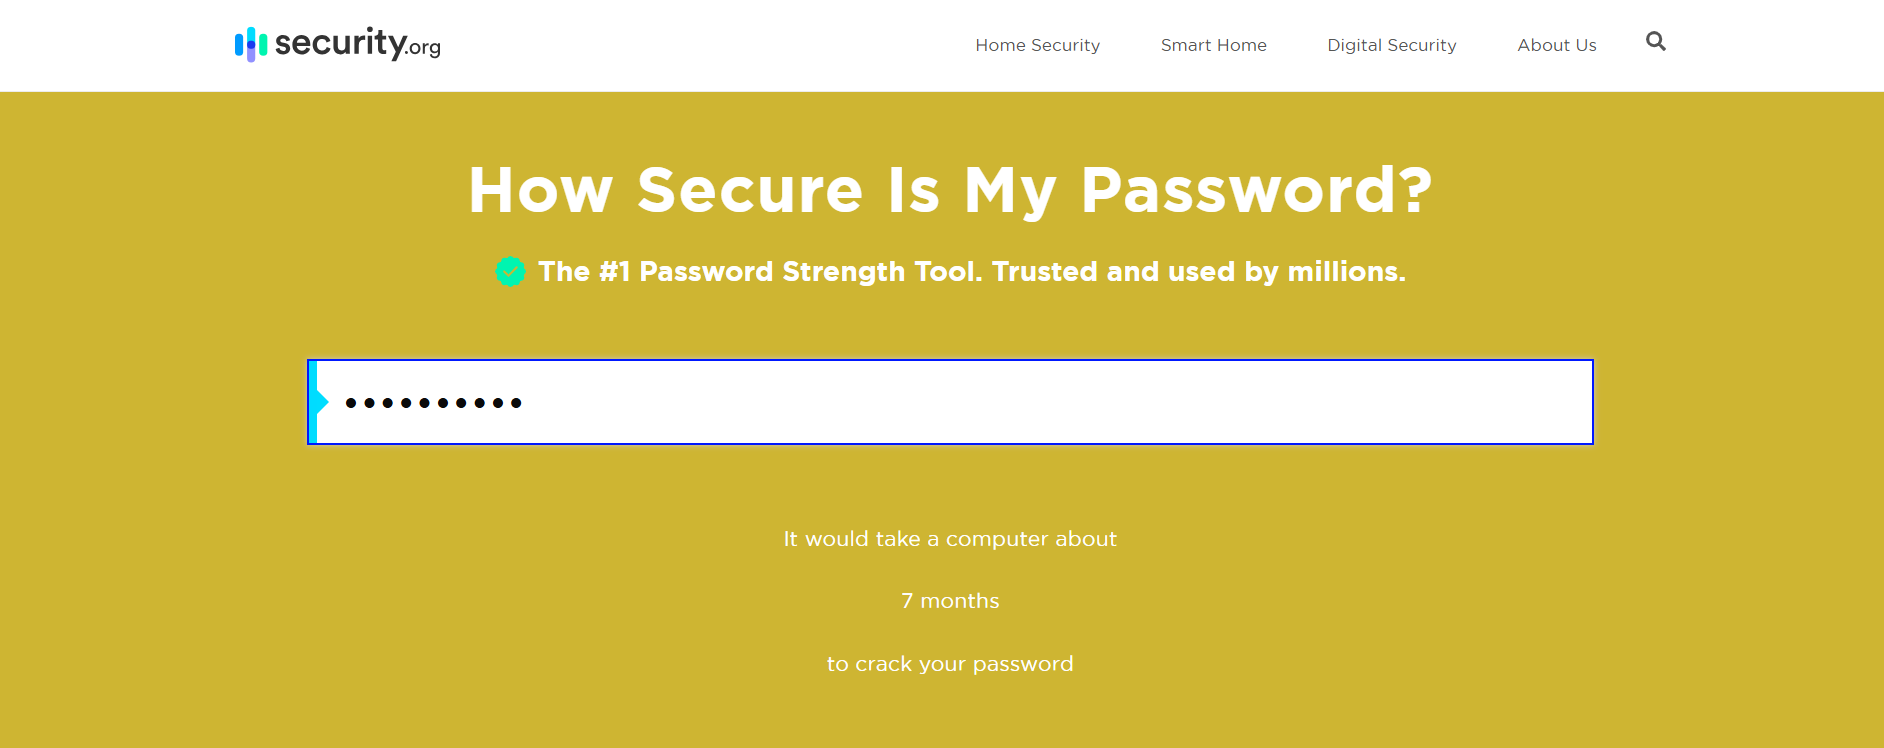 security.org
Home Security Smart Home Digital Security About Us
How Secure Is My Password?
The #1 Password Strength Tool. Trusted and used by millions.
••••••••••
It would take a computer about
7 months
to crack your password